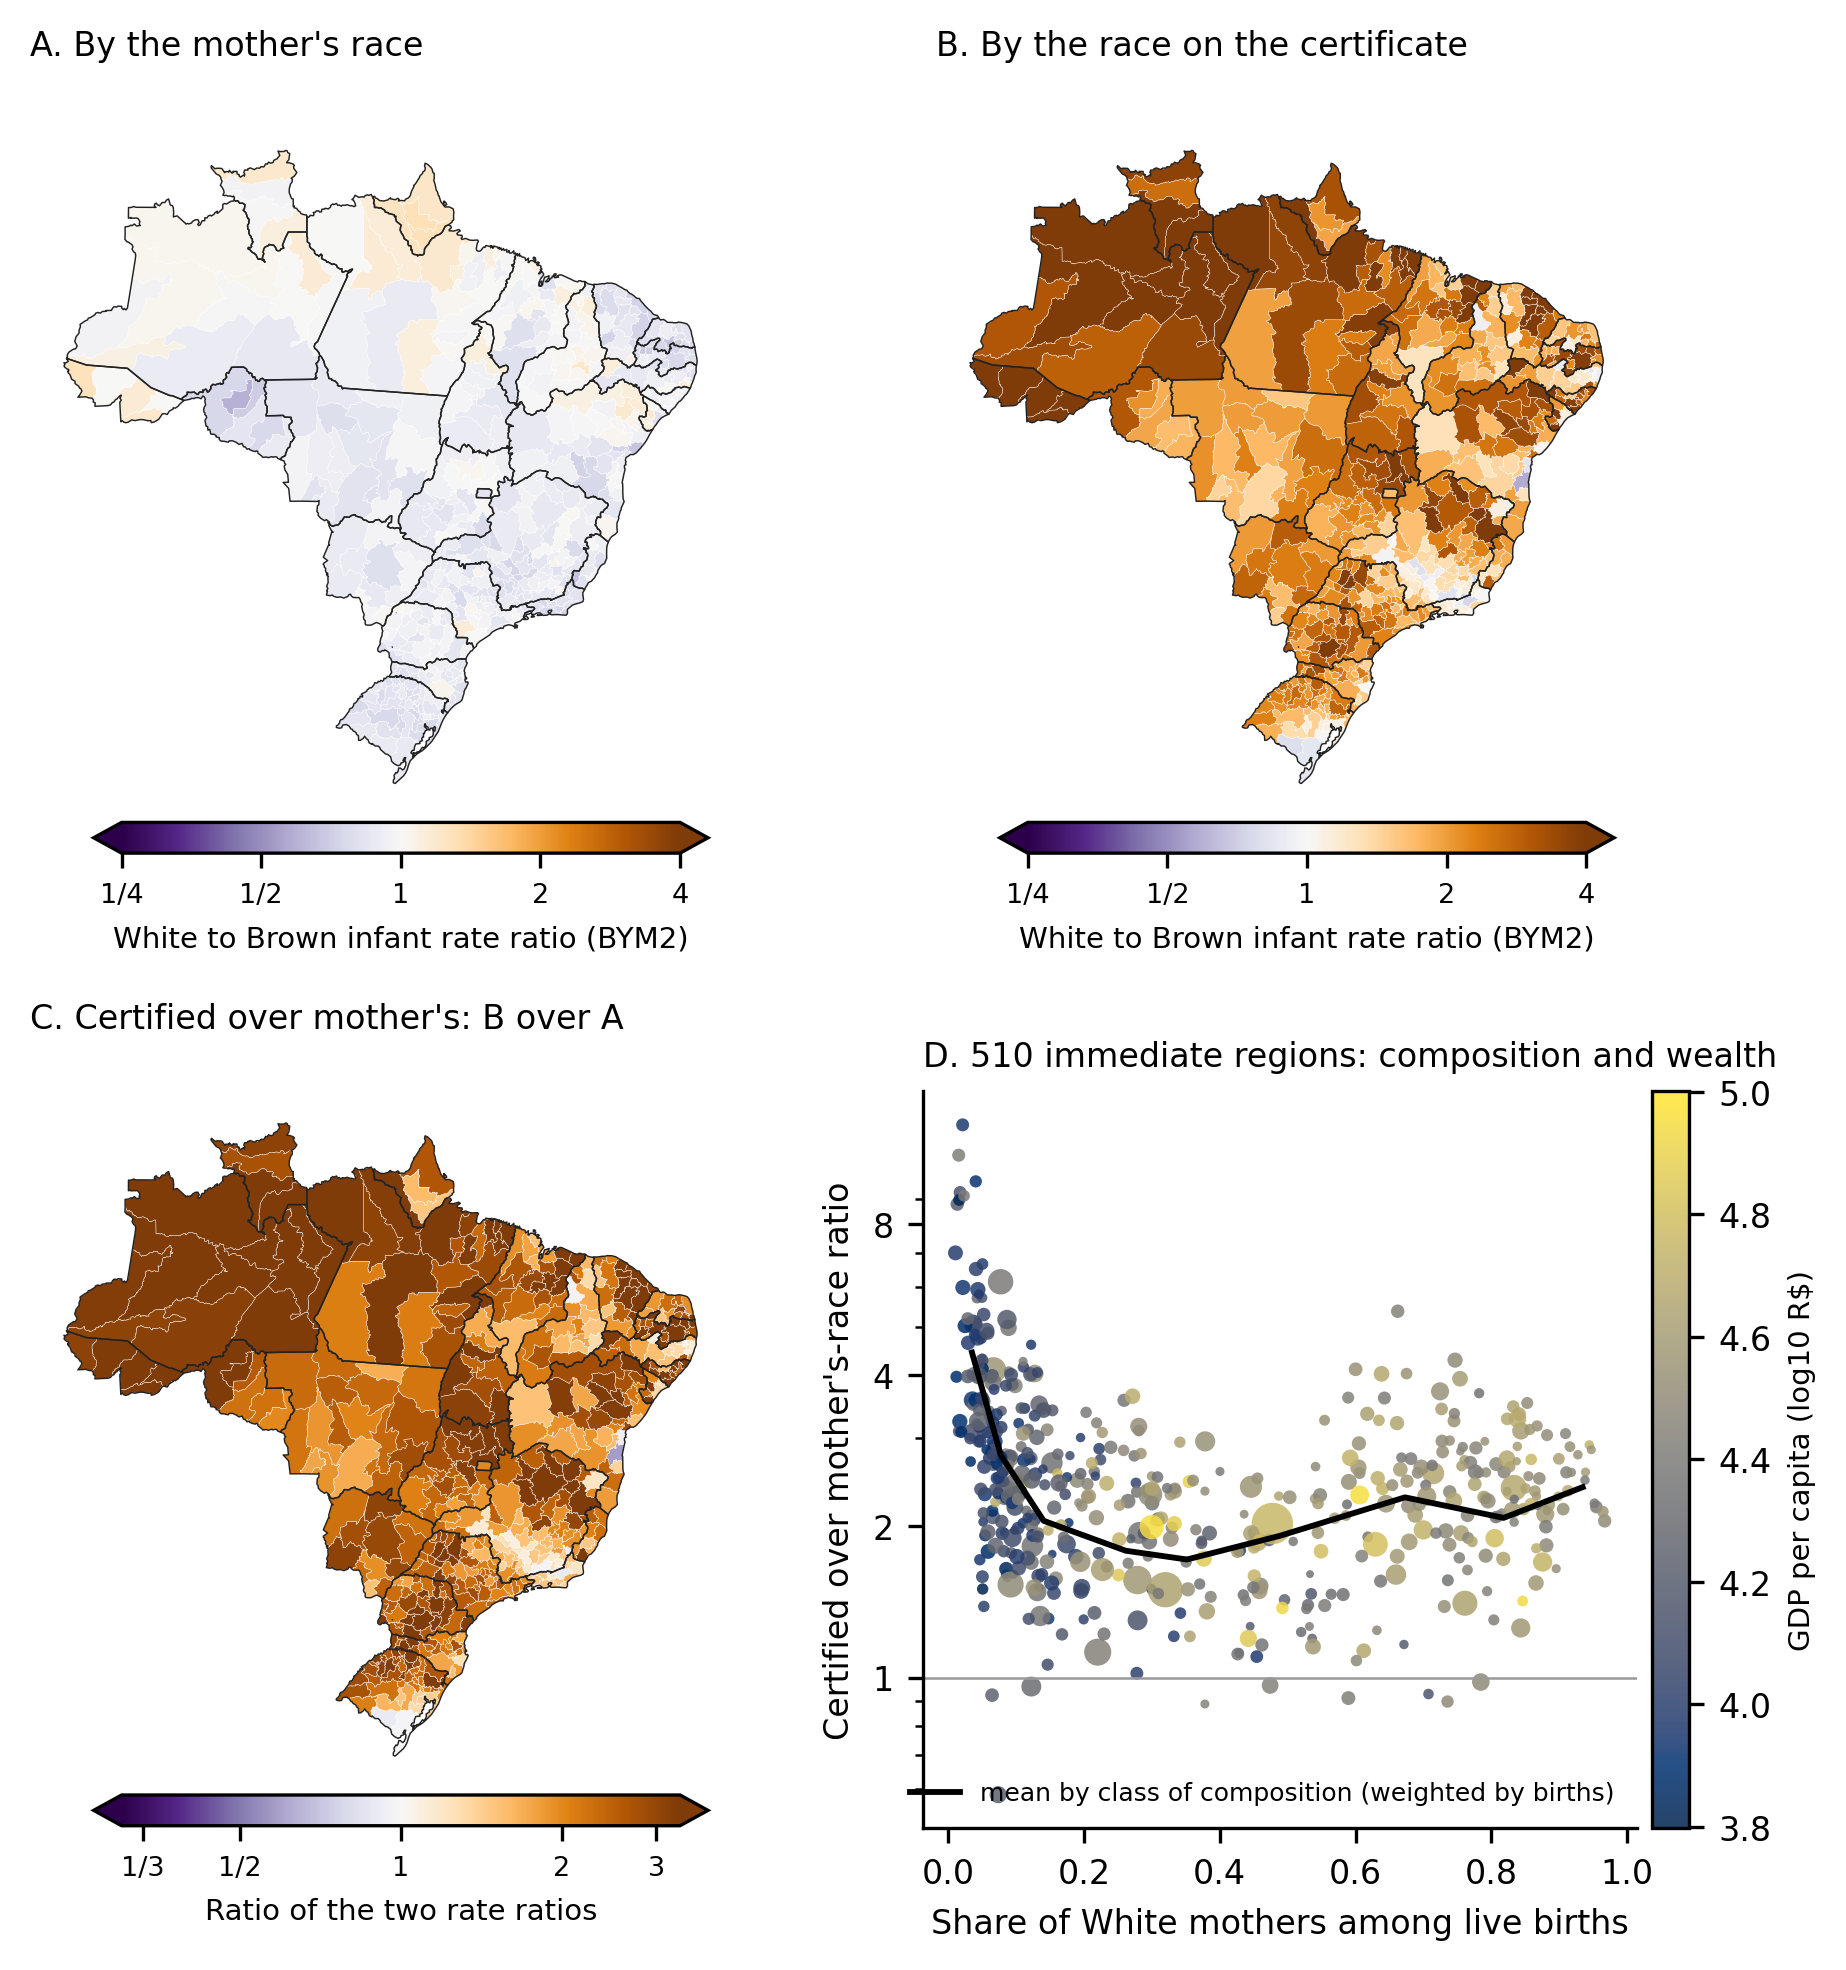 A. By the mother's race
B. By the race on the certificate
1/4 1/2 1 2 4
White to Brown infant rate ratio (BYM2)
1/4 1/2 1 2 4
White to Brown infant rate ratio (BYM2)
C. Certified over mother's: B over A
1/3 1/2 1 2 3
Ratio of the two rate ratios
D. 510 immediate regions: composition and wealth
Certified over mother's-race ratio
8
4
2
1
mean by class of composition (weighted by births)
0.0 0.2 0.4 0.6 0.8 1.0
Share of White mothers among live births
5.0
4.8
4.6
4.4
4.2
4.0
3.8
GDP per capita (log10 R$)